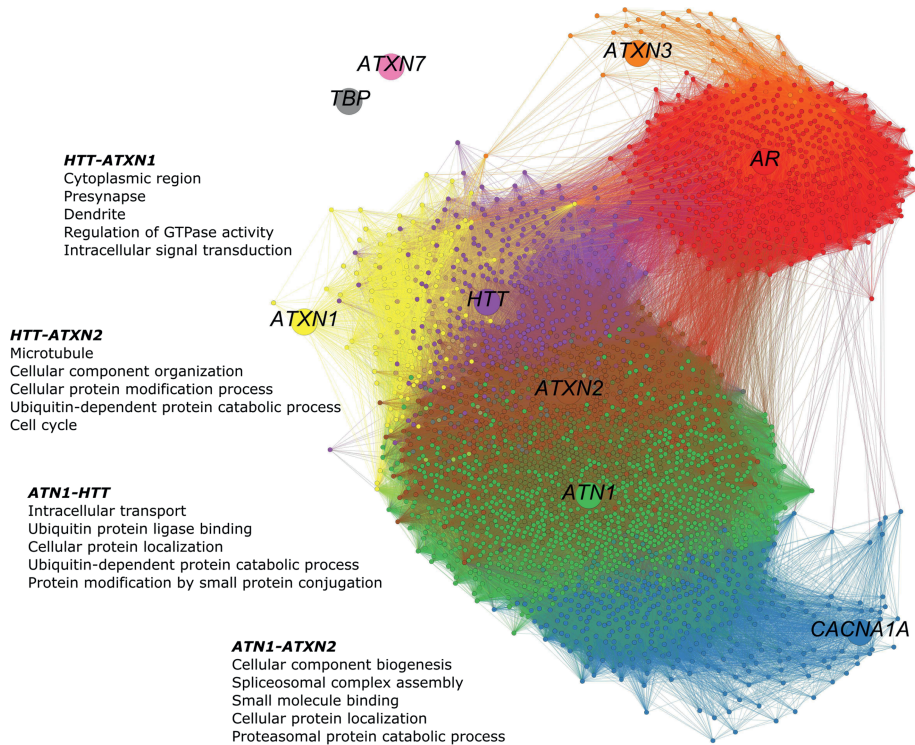 ATXN3
ATXN7
TBP
AR
HTT-ATXN1
Cytoplasmic region
Presynapse
Dendrite
Regulation of GTPase activity
Intracellular signal transduction
HTT
ATXN1
HTT-ATXN2
Microtubule
Cellular component organization
Cellular protein modification process
Ubiquitin-dependent protein catabolic process
Cell cycle
ATXN2
ATN1
ATN1-HTT
Intracellular transport
Ubiquitin protein ligase binding
Cellular protein localization
Ubiquitin-dependent protein catabolic process
Protein modification by small protein conjugation
CACNA1A
ATN1-ATXN2
Cellular component biogenesis
Spliceosomal complex assembly
Small molecule binding
Cellular protein localization
Proteasomal protein catabolic process